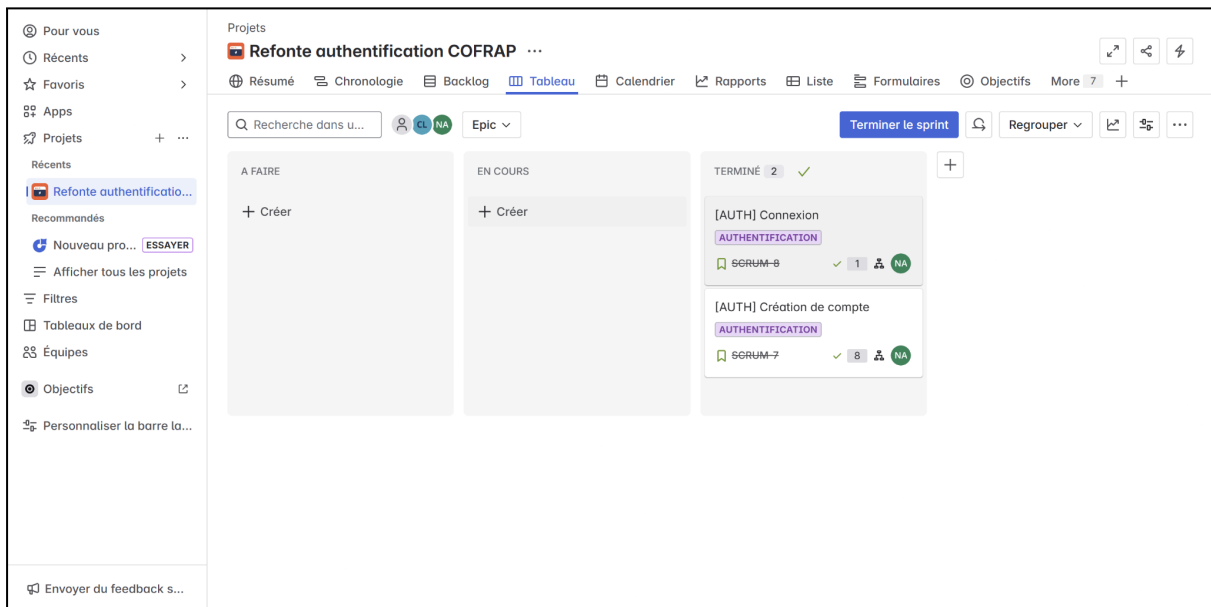 Pour vous
Récents
Favoris
Apps
Projets
Récents
Refonte authentificatio...
Recommandés
Nouveau pro... ESSAYER
Afficher tous les projets
Filtres
Tableaux de bord
Équipes
Objectifs
Personnaliser la barre la...
Envoyer du feedback s...
Projets
Refonte authentification COFRAP
Résumé Chronologie Backlog Tableau Calendrier Rapports Liste Formulaires Objectifs More 7
Recherche dans u... CL NA Epic Terminer le sprint Regrouper
A FAIRE
+ Créer
EN COURS
+ Créer
TERMINÉ 2
[AUTH] Connexion
AUTHENTIFICATION
SCRUM-8 1 NA
[AUTH] Création de compte
AUTHENTIFICATION
SCRUM-7 8 NA